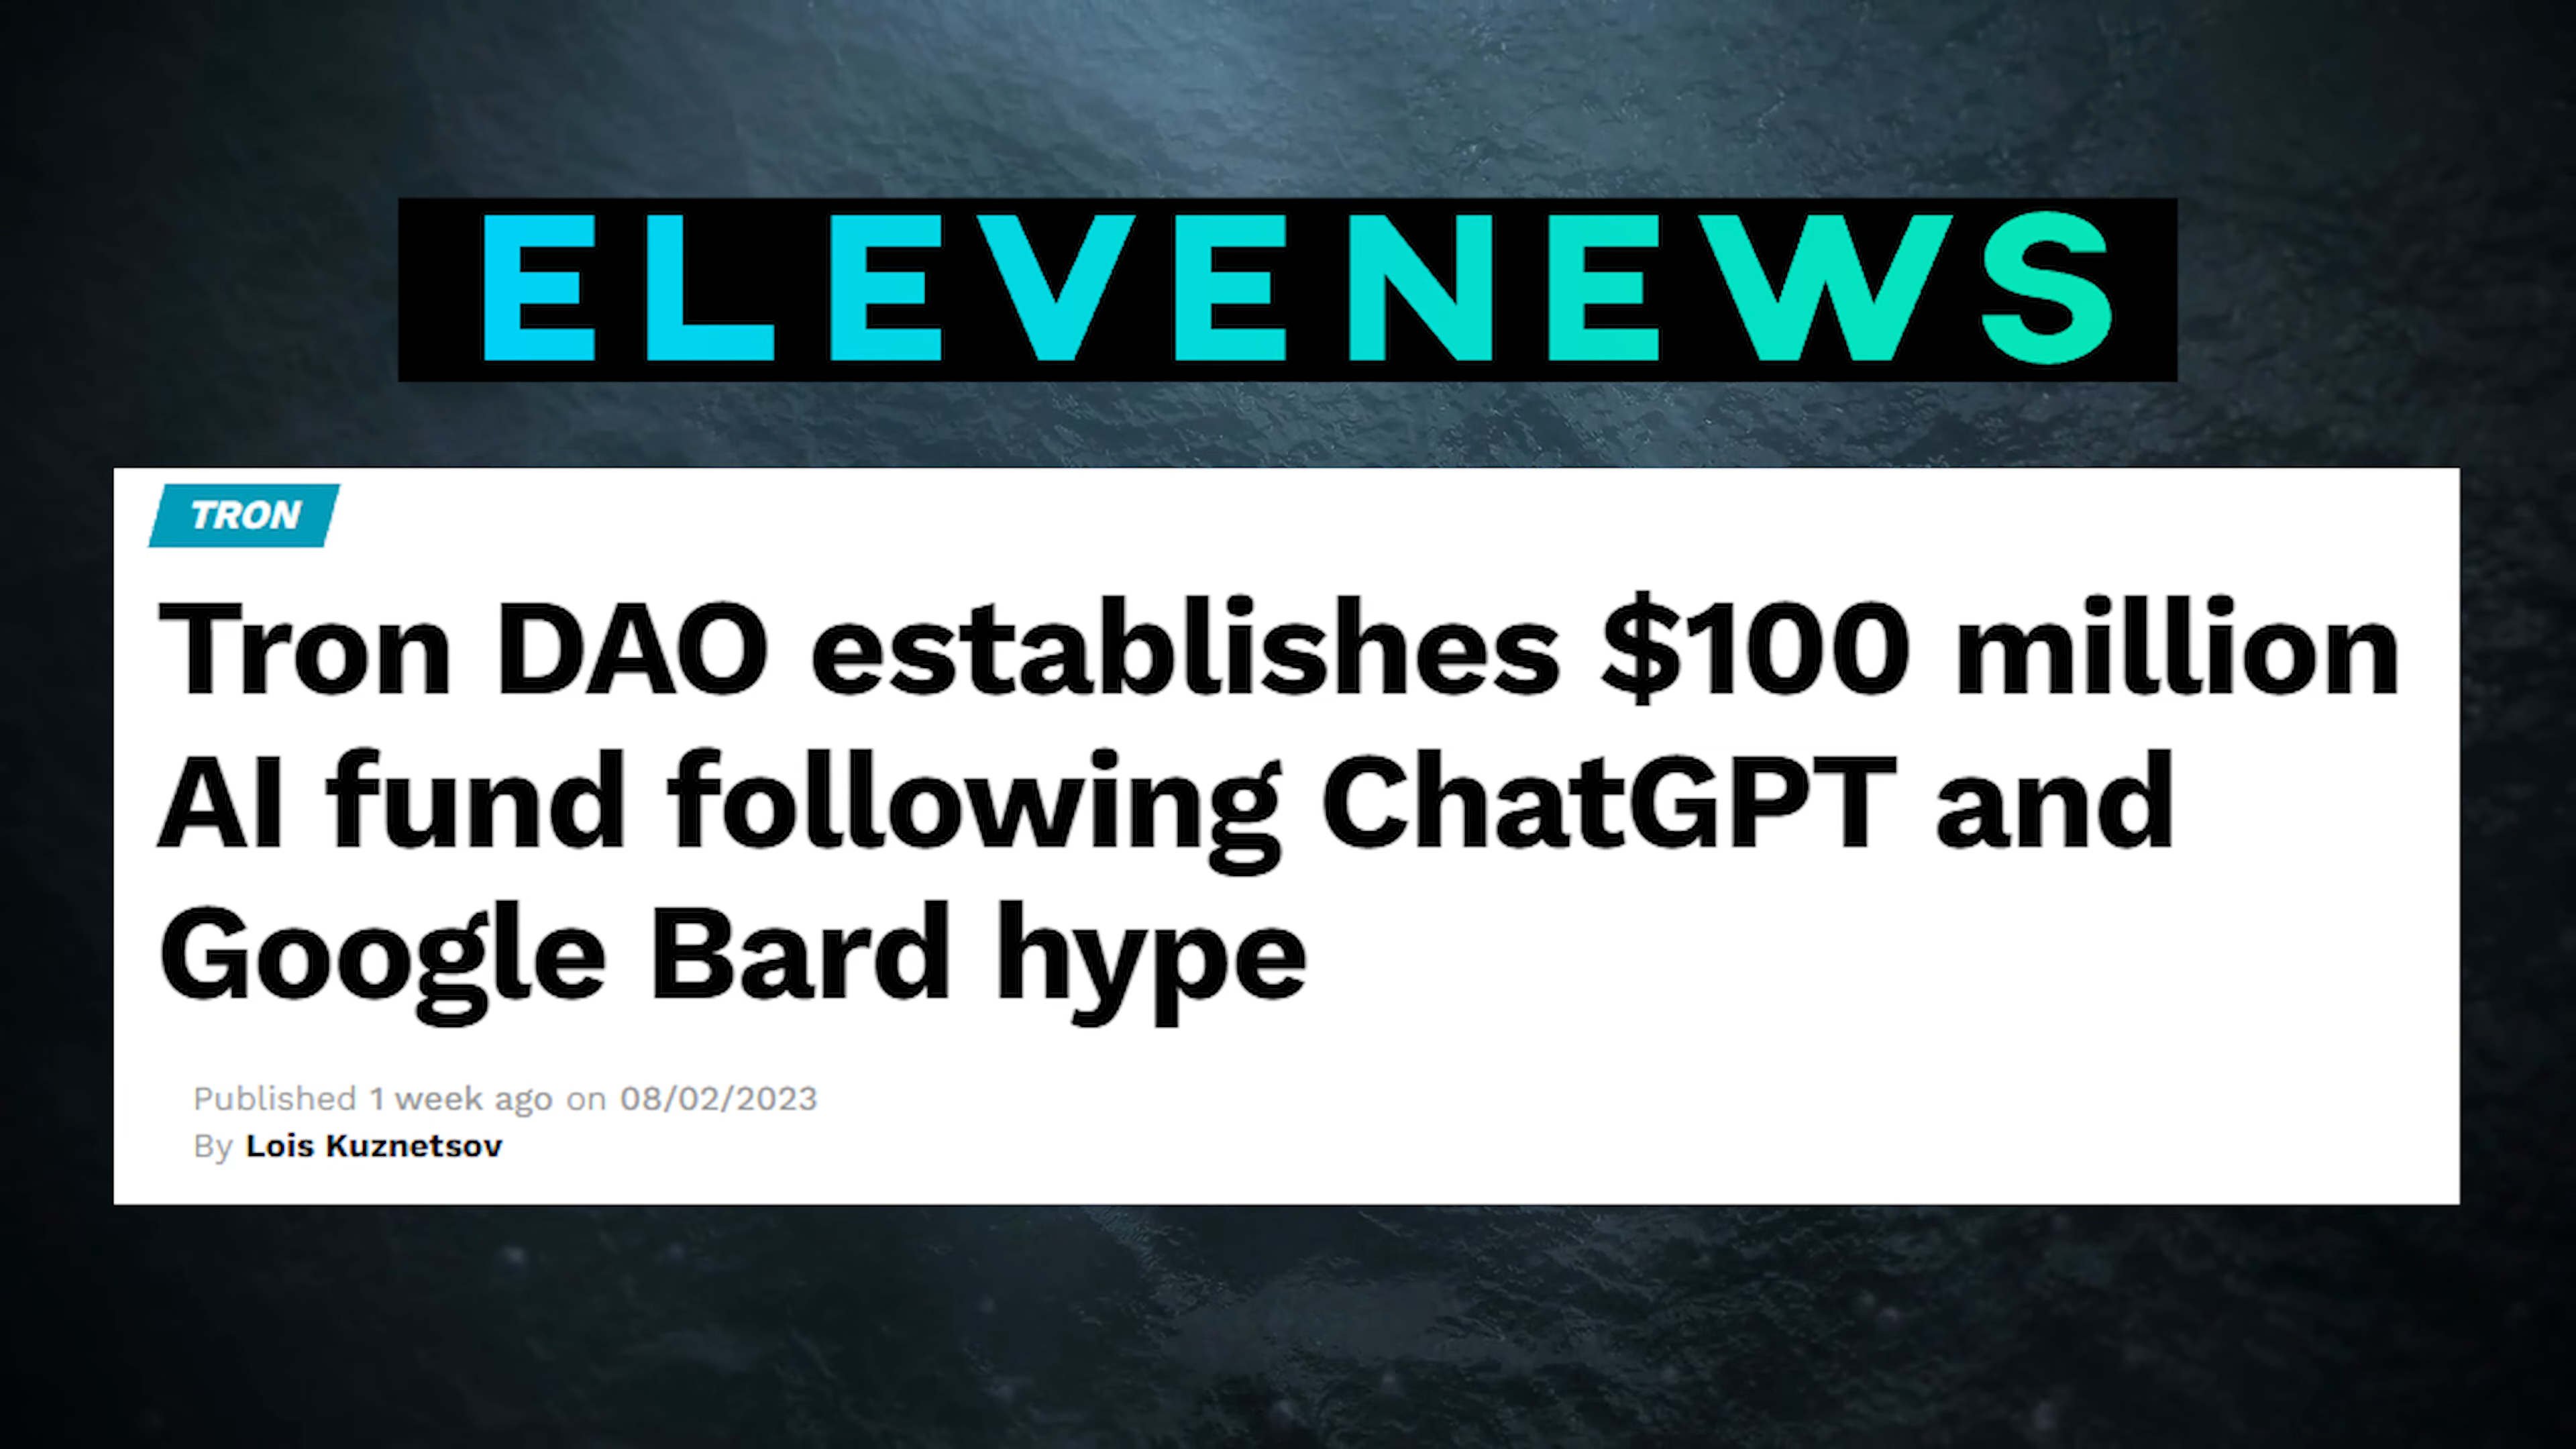 ELEVENEWS
TRON
Tron DAO establishes $100 million
AI fund following ChatGPT and
Google Bard hype
Published 1 week ago on 08/02/2023
By Lois Kuznetsov